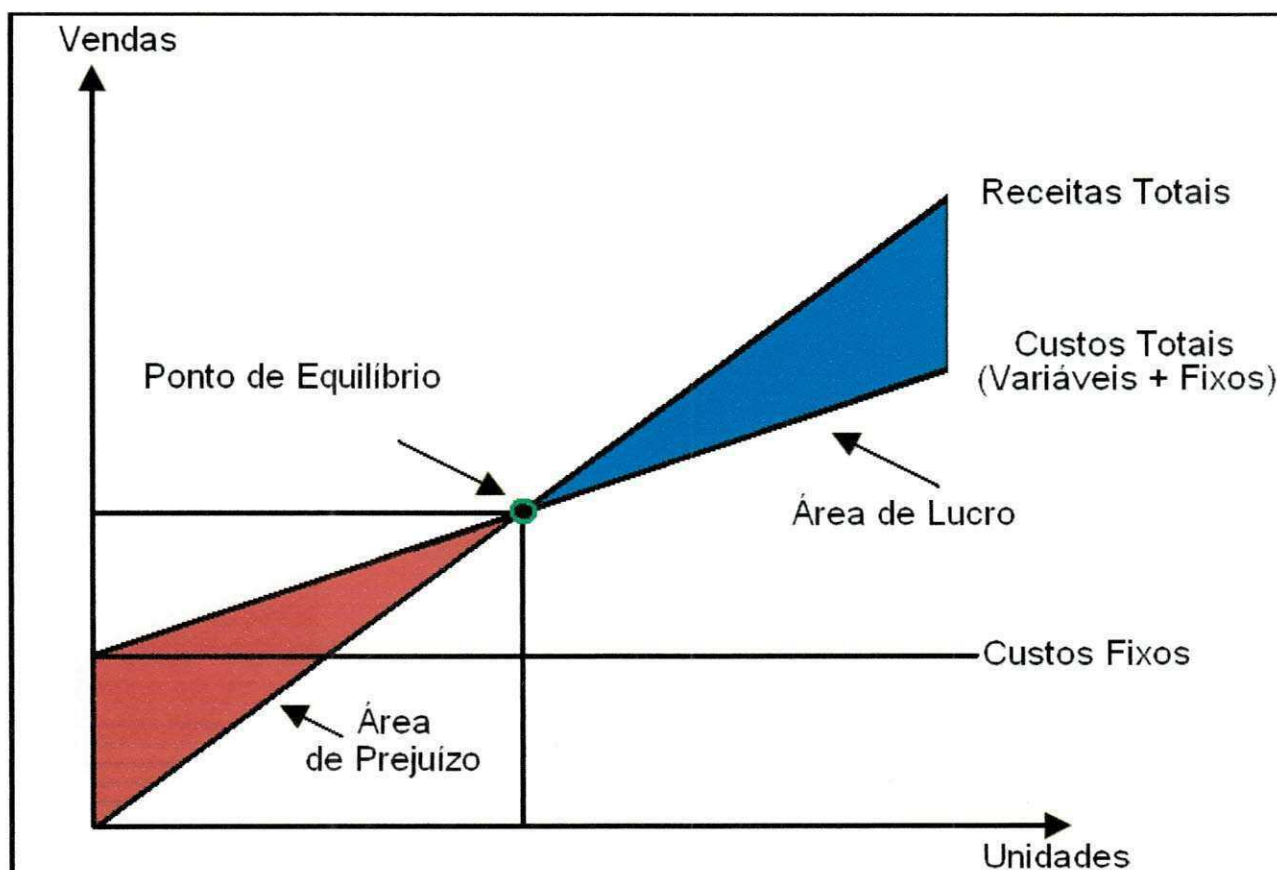 Vendas
Receitas Totais
Custos Totais
(Variáveis + Fixos)
Ponto de Equilíbrio
Área de Lucro
Custos Fixos
Área
de Prejuízo
Unidades